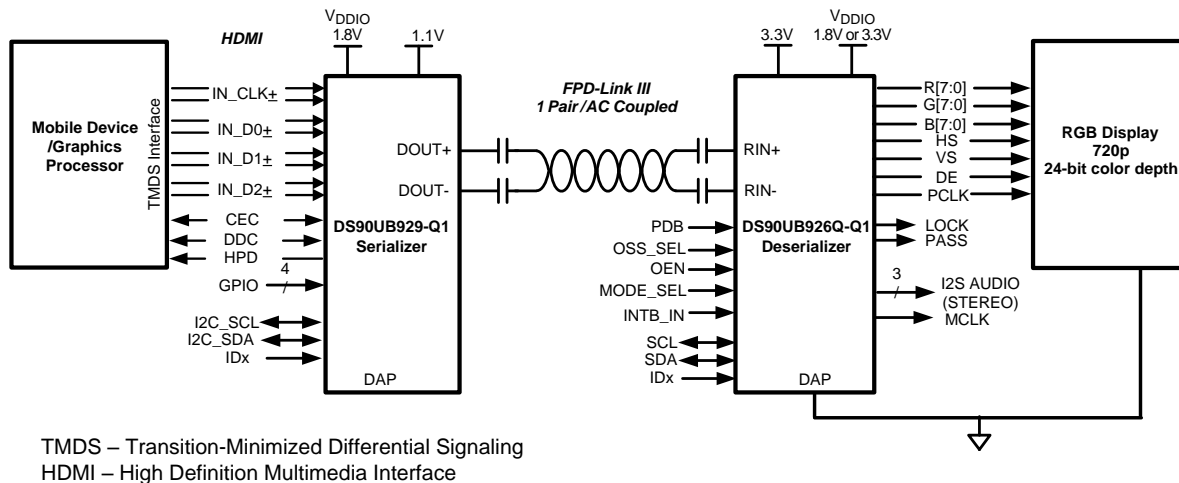 HDMI
VDDIO
1.8V
1.1V
3.3V
VDDIO
1.8V or 3.3V
FPD-Link III
1 Pair /AC Coupled
Mobile Device
/Graphics
Processor
TMDS Interface
IN_CLK±
IN_D0±
IN_D1±
IN_D2±
CEC
DDC
HPD
4
GPIO
I2C_SCL
I2C_SDA
IDx
DOUT+
DOUT-
DS90UB929-Q1
Serializer
DAP
RIN+
RIN-
PDB
OSS_SEL
OEN
MODE_SEL
INTB_IN
SCL
SDA
IDx
DS90UB926Q-Q1
Deserializer
DAP
R[7:0]
G[7:0]
B[7:0]
HS
VS
DE
PCLK
LOCK
PASS
3
I2S AUDIO
(STEREO)
MCLK
RGB Display
720p
24-bit color depth
TMDS – Transition-Minimized Differential Signaling
HDMI – High Definition Multimedia Interface